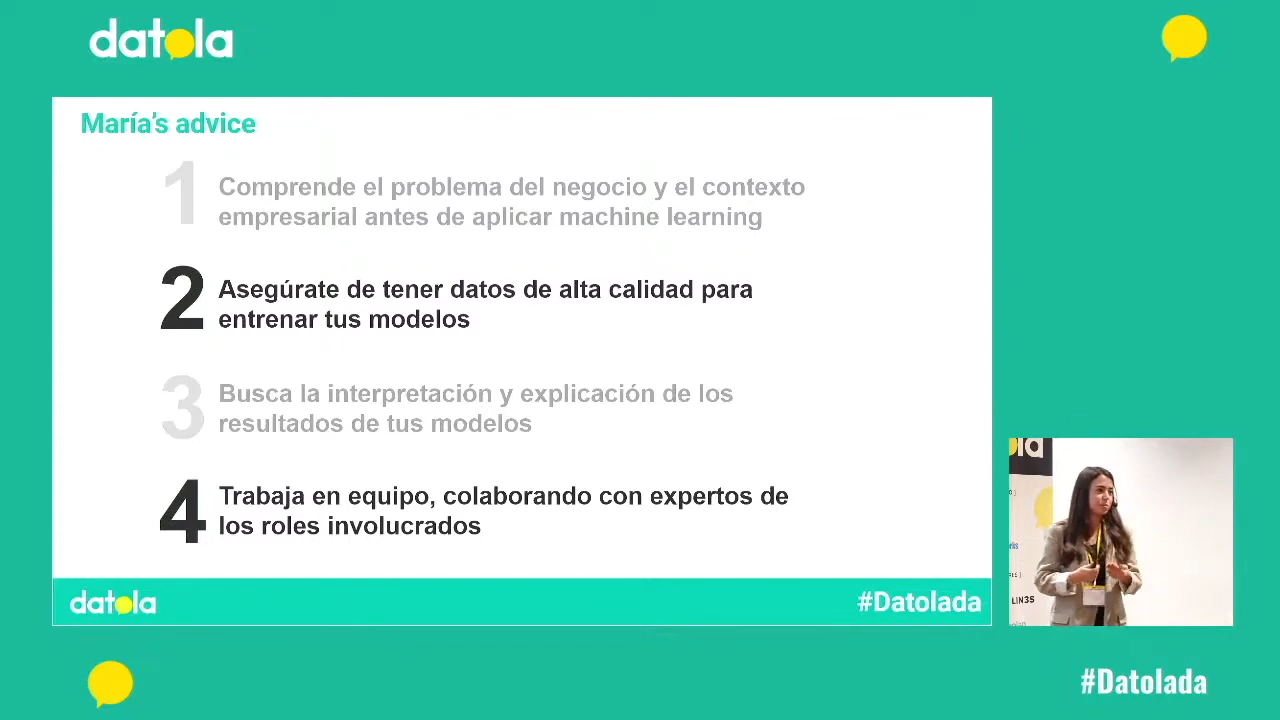 datola
María's advice
1 Comprende el problema del negocio y el contexto
empresarial antes de aplicar machine learning
2 Asegúrate de tener datos de alta calidad para
entrenar tus modelos
3 Busca la interpretación y explicación de los
resultados de tus modelos
4 Trabaja en equipo, colaborando con expertos de
los roles involucrados
datola
#Datolada
ola
LIN3S
#Datolada